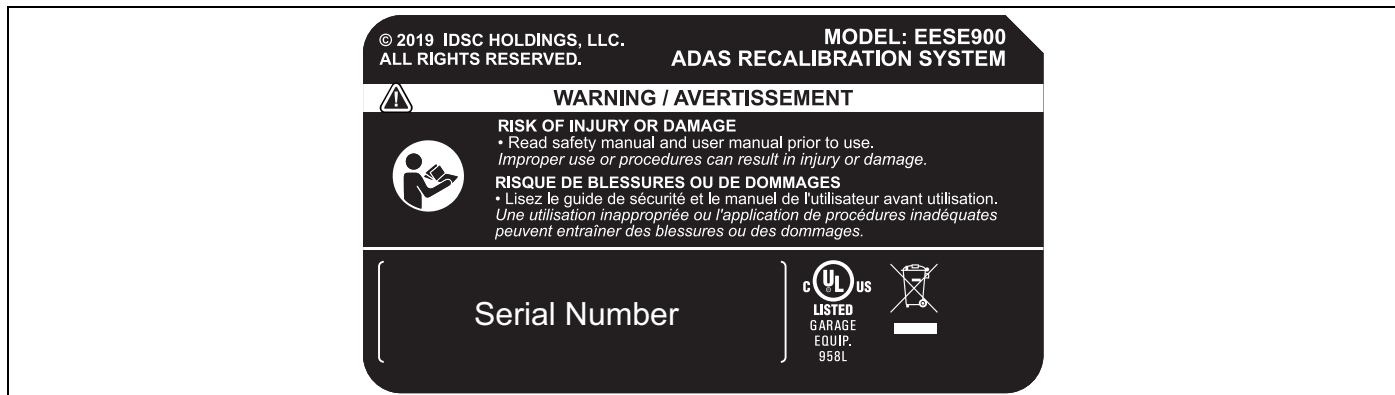 © 2019 IDSC HOLDINGS, LLC.
ALL RIGHTS RESERVED.
MODEL: EESE900
ADAS RECALIBRATION SYSTEM
WARNING / AVERTISSEMENT
RISK OF INJURY OR DAMAGE
• Read safety manual and user manual prior to use.
Improper use or procedures can result in injury or damage.
RISQUE DE BLESSURES OU DE DOMMAGES
• Lisez le guide de sécurité et le manuel de l'utilisateur avant utilisation.
Une utilisation inappropriée ou l'application de procédures inadéquates
peuvent entraîner des blessures ou des dommages.
Serial Number
C UL US
®
LISTED
GARAGE
EQUIP.
958L